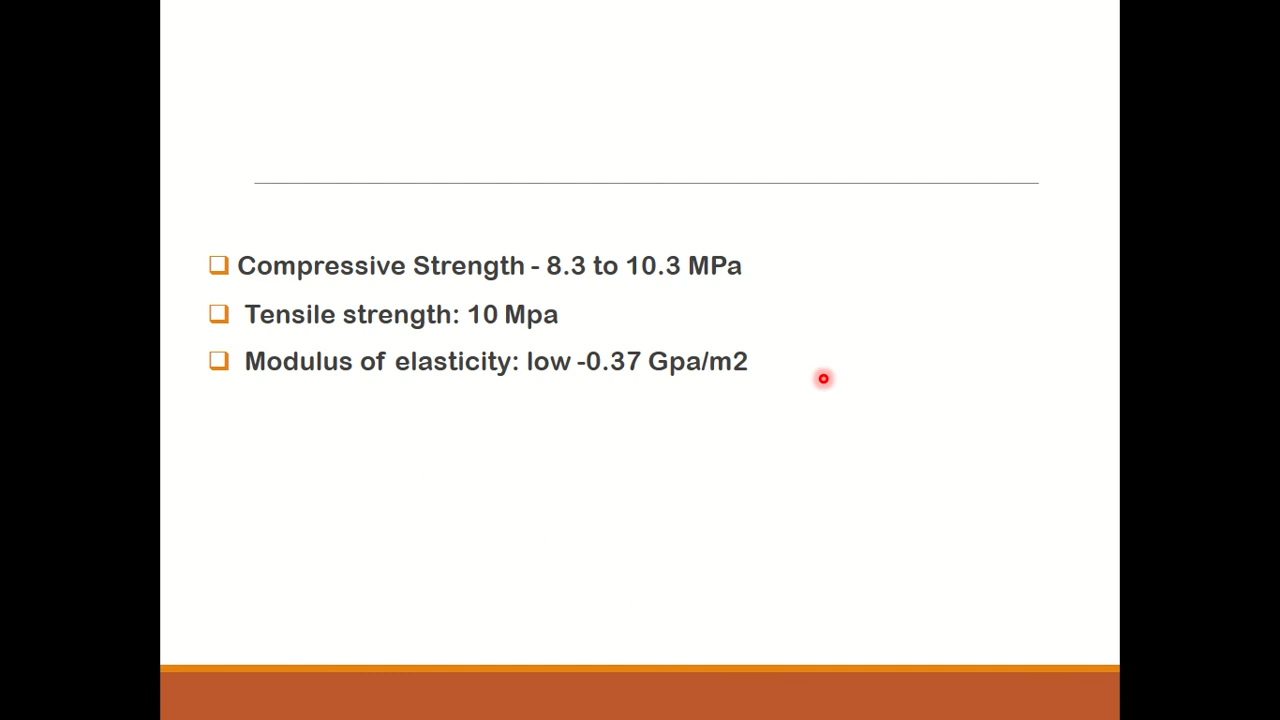 Compressive Strength - 8.3 to 10.3 MPa
Tensile strength: 10 Mpa
Modulus of elasticity: low -0.37 Gpa/m2